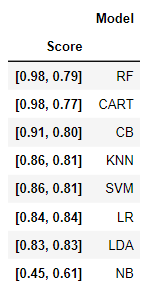 Model
Score
[0.98, 0.79] RF
[0.98, 0.77] CART
[0.91, 0.80] CB
[0.86, 0.81] KNN
[0.86, 0.81] SVM
[0.84, 0.84] LR
[0.83, 0.83] LDA
[0.45, 0.61] NB